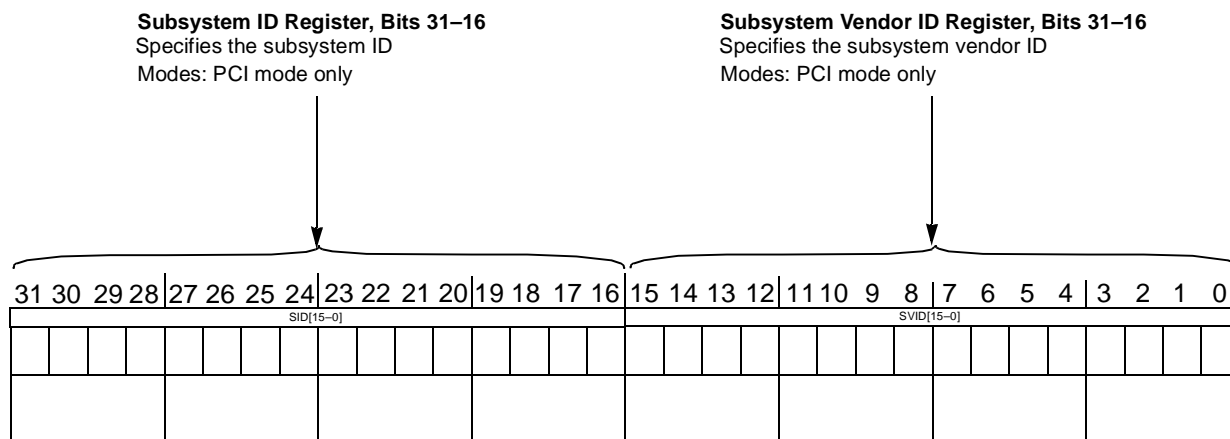 Subsystem ID Register, Bits 31–16
Specifies the subsystem ID
Modes: PCI mode only
Subsystem Vendor ID Register, Bits 31–16
Specifies the subsystem vendor ID
Modes: PCI mode only
31 30 29 28 27 26 25 24 23 22 21 20 19 18 17 16 15 14 13 12 11 10 9 8 7 6 5 4 3 2 1 0
SID[15–0] SVID[15–0]